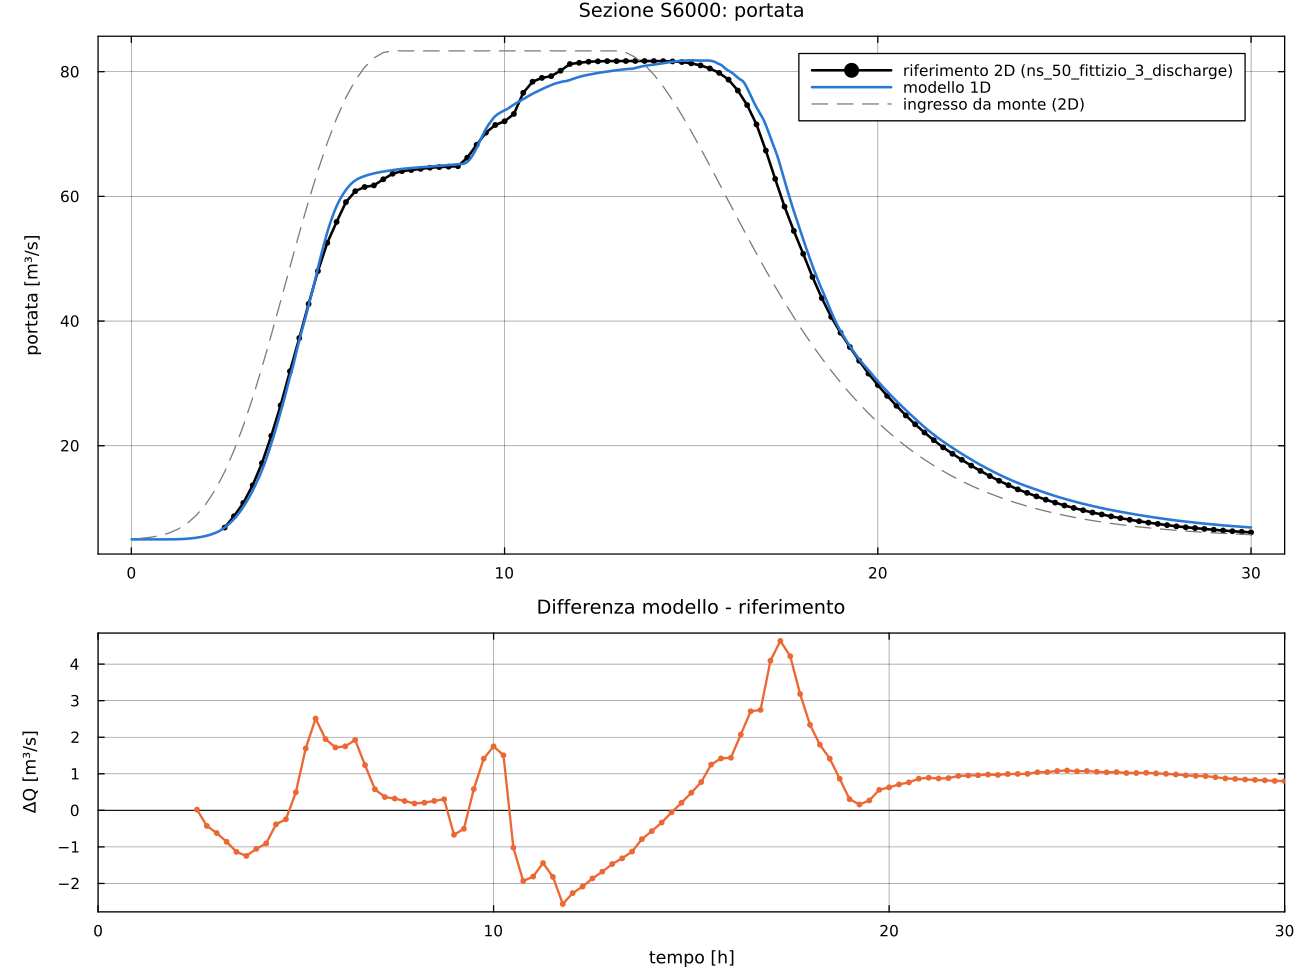 Sezione S6000: portata
80
60
40
20
portata [m³/s]
riferimento 2D (ns_50_fittizio_3_discharge)
modello 1D
ingresso da monte (2D)
0 10 20 30
Differenza modello - riferimento
4
3
2
1
0
−1
−2
ΔQ [m³/s]
0 10 20 30
tempo [h]